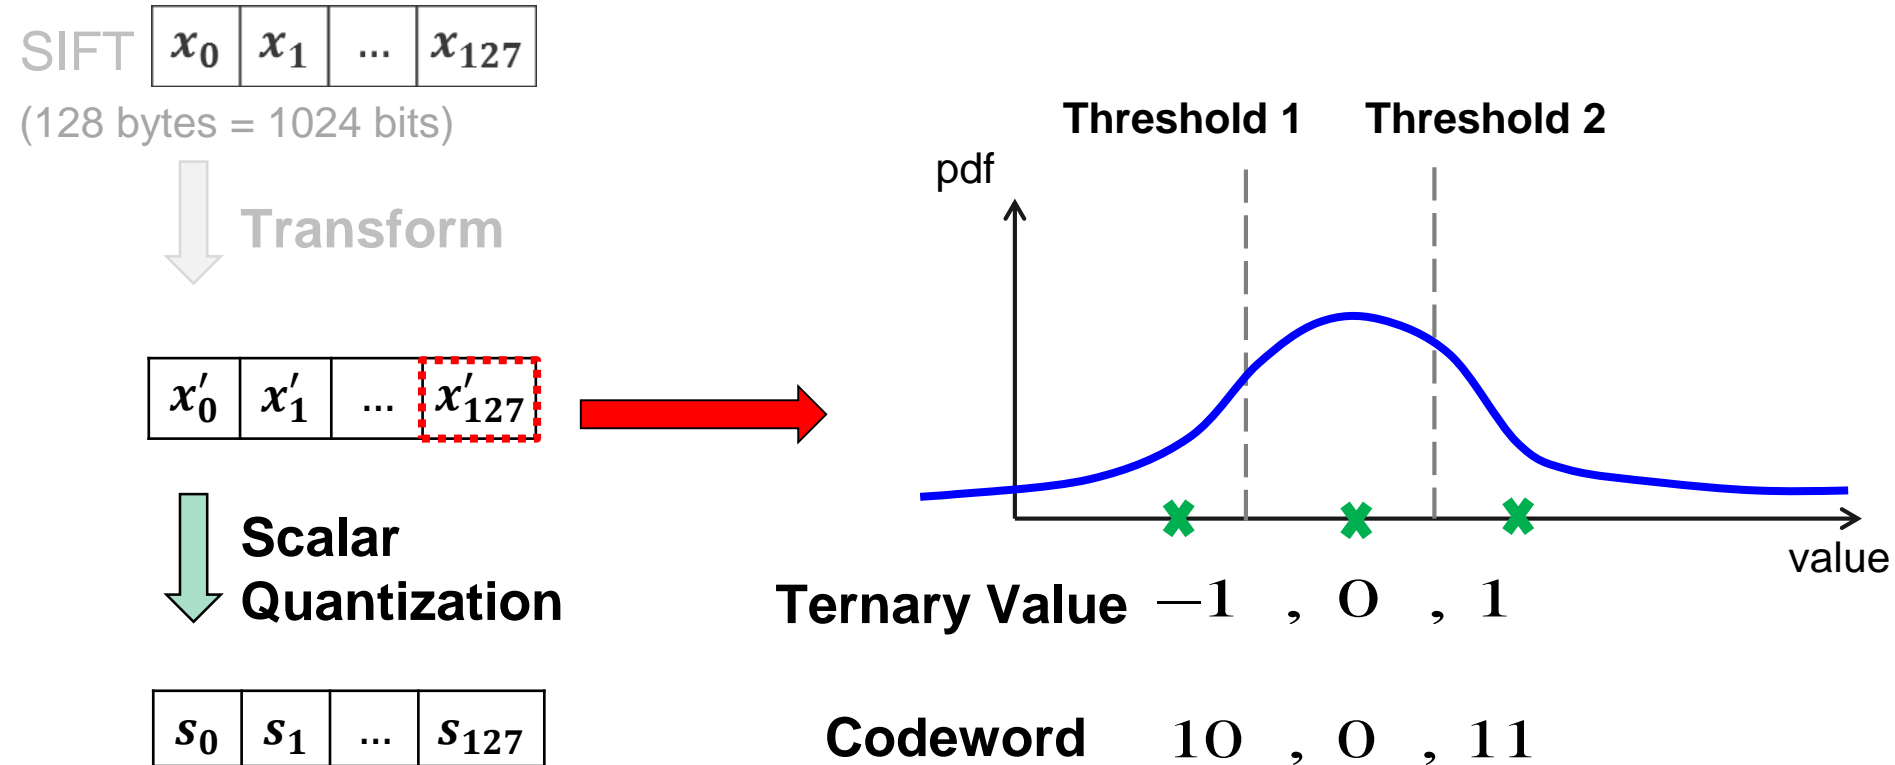 SIFT x₀ x₁ ... x₁₂₇
(128 bytes = 1024 bits)
Transform
x′₀ x′₁ ... x′₁₂₇
Scalar
Quantization
s₀ s₁ ... s₁₂₇
Threshold 1 Threshold 2
pdf
value
Ternary Value −1 , 0 , 1
Codeword 10 , 0 , 11